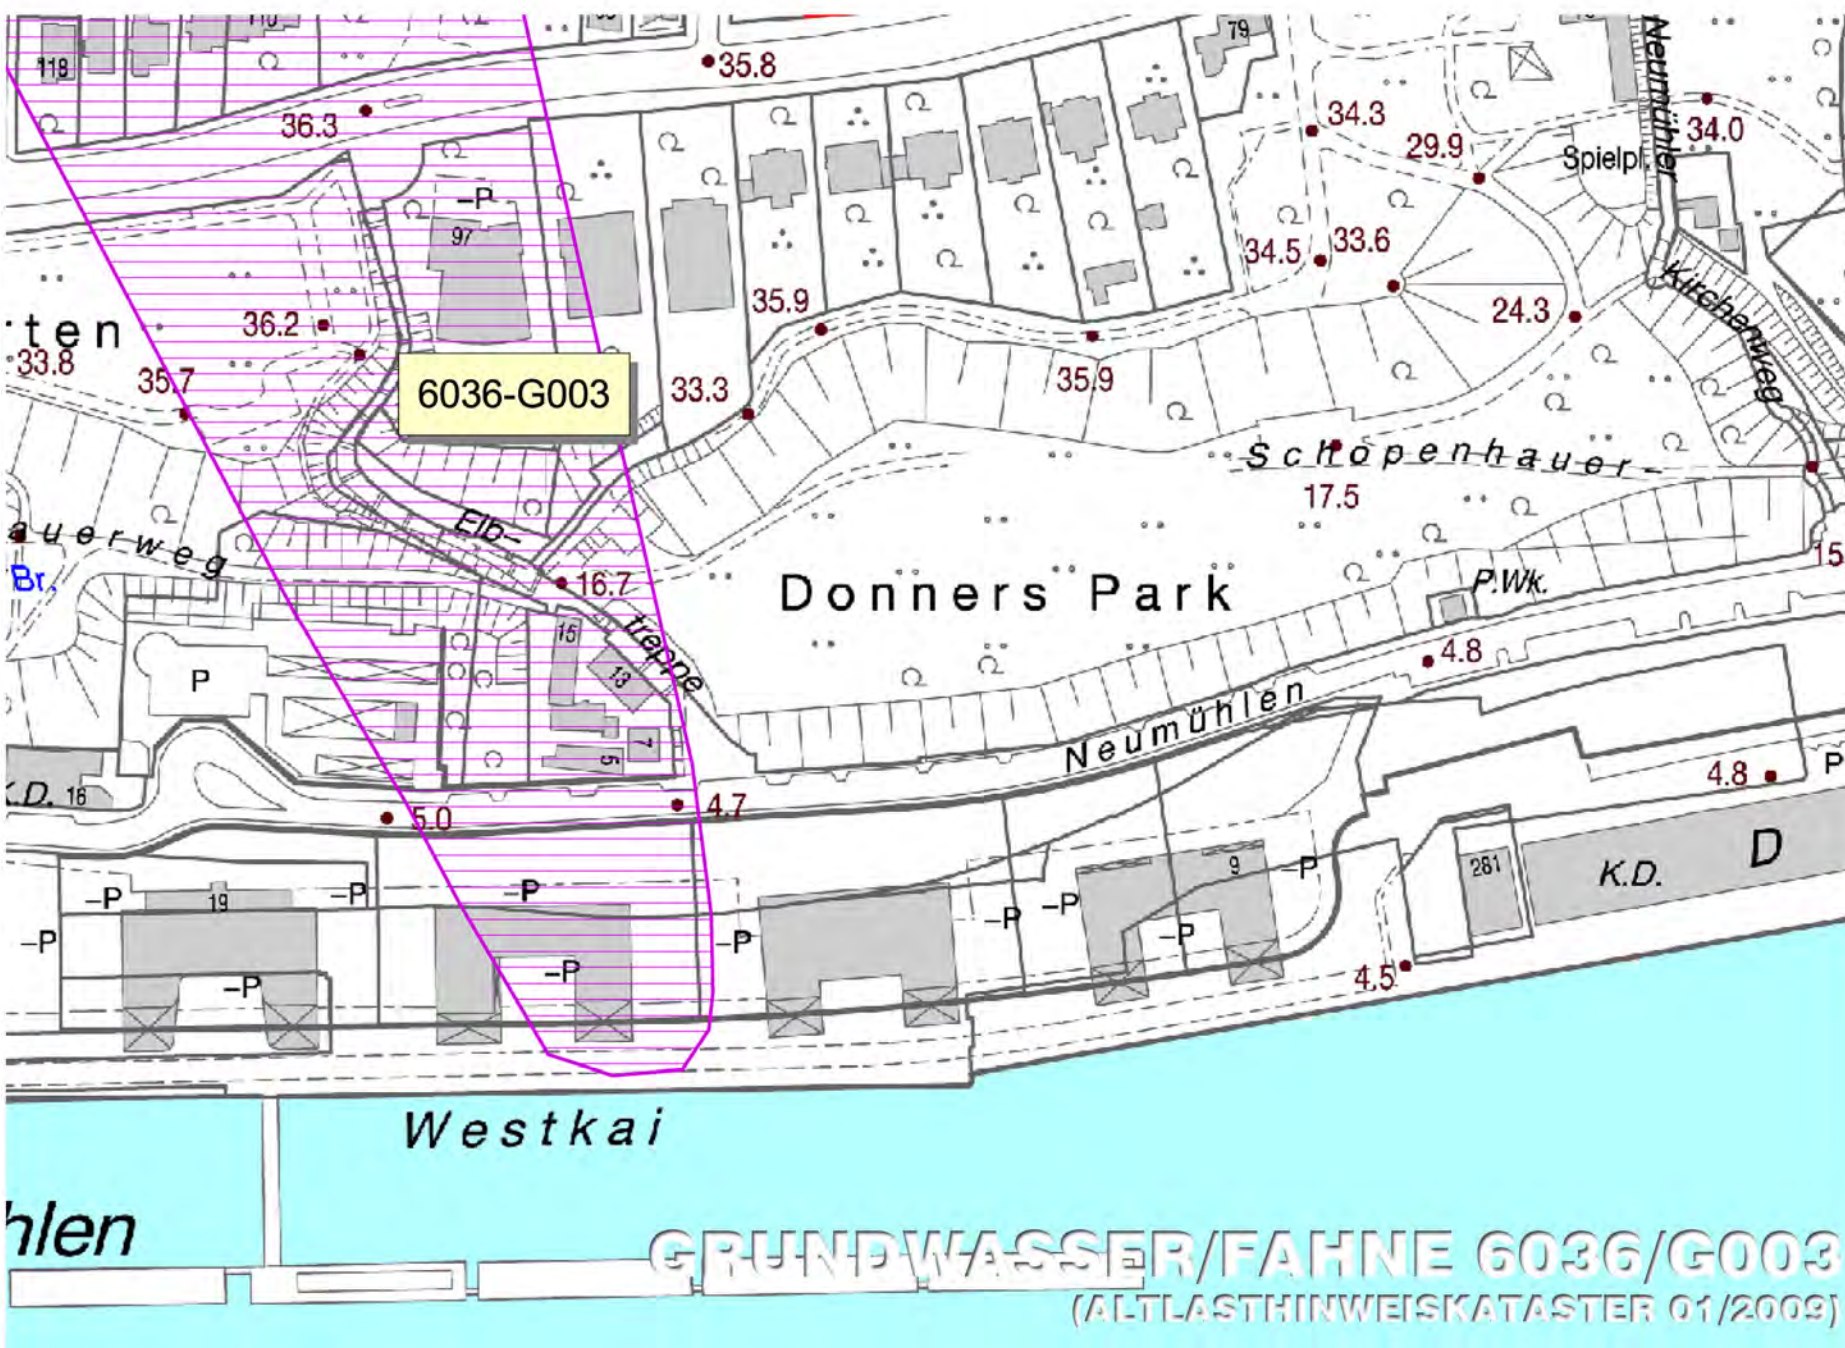 79
118
35.8
36.3
34.3
29.9
34.0
Neumühler
Spielpl.
–P
97
34.5
33.6
Kirchenweg
35.9
24.3
rten
36.2
33.8
35.7
6036-G003
33.3
35.9
Schopenhauer-
17.5
auerweg
Elb-
Br.
16.7
Donners Park
P.Wk.
15
15
treppe
13
P
4.8
Neumühlen
7
5
4.8
P
K.D. 16
5.0
4.7
D
–P
19
–P
–P
9
–P
281
K.D.
–P
–P
–P
–P
–P
–P
–P
4.5
Westkai
hlen
GRUNDWASSER/FAHNE 6036/G003
(ALTLASTHINWEISKATASTER 01/2009)